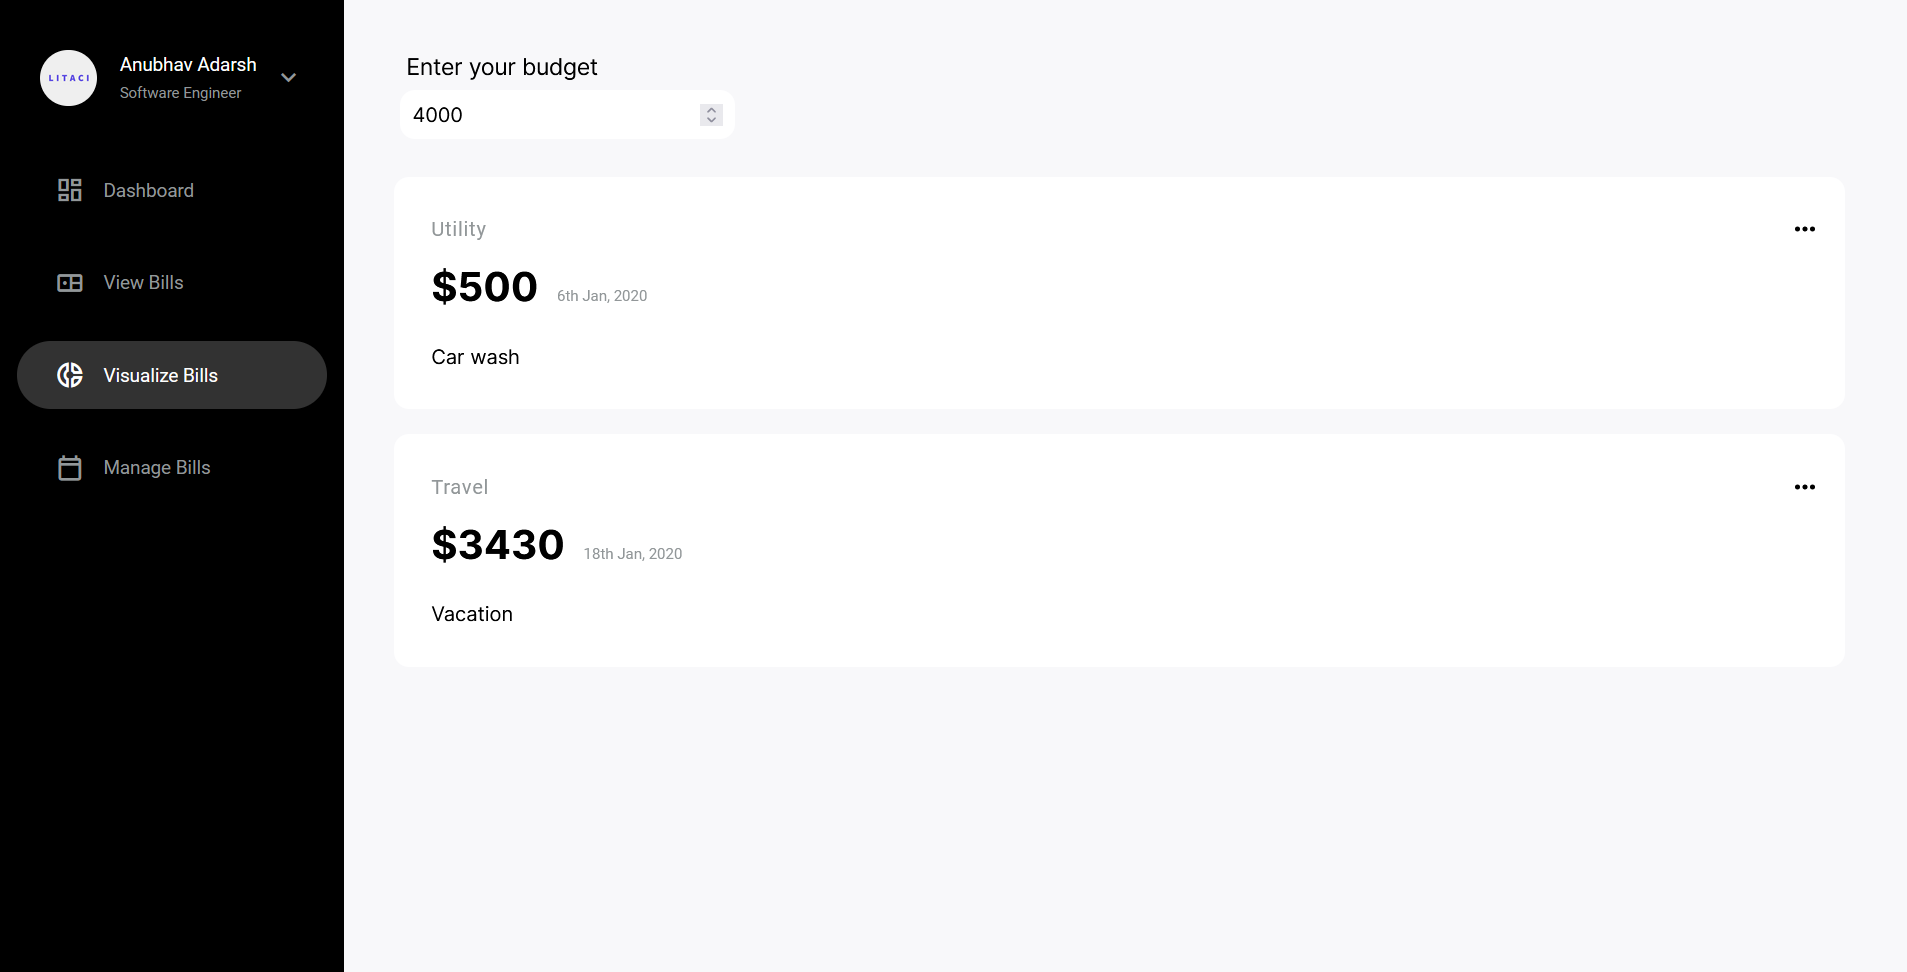 LITACI
Anubhav Adarsh
Software Engineer
Dashboard
View Bills
Visualize Bills
Manage Bills
Enter your budget
4000
Utility
$500 6th Jan, 2020
Car wash
Travel
$3430 18th Jan, 2020
Vacation